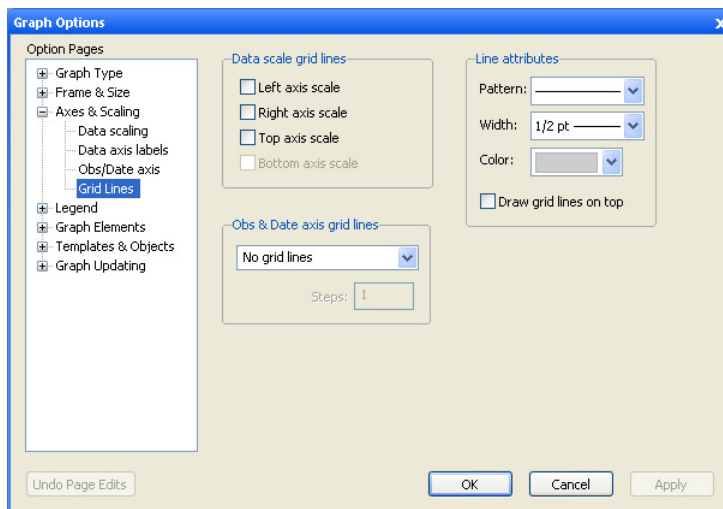 Graph Options
Option Pages
Graph Type
Frame & Size
Axes & Scaling
Data scaling
Data axis labels
Obs/Date axis
Grid Lines
Legend
Graph Elements
Templates & Objects
Graph Updating
Data scale grid lines
Left axis scale
Right axis scale
Top axis scale
Bottom axis scale
Obs & Date axis grid lines
No grid lines
Steps: 1
Line attributes
Pattern:
Width: 1/2 pt
Color:
Draw grid lines on top
Undo Page Edits
OK
Cancel
Apply